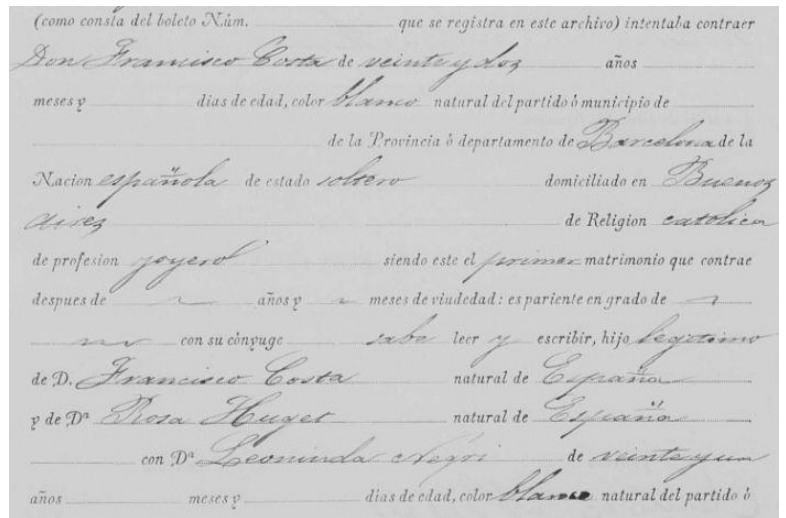 (como consta del boleto Núm. que se registra en este archivo) intentaba contraer
Don Francisco Costa de veinte y dos años
meses y dias de edad, color blanco natural del partido ó municipio de
de la Provincia ó departamento de Barcelona de la
Nacion española de estado soltero domiciliado en Buenos
Aires de Religion católica
de profesion joyero siendo este el primer matrimonio que contrae
despues de años y meses de viudedad: es pariente en grado de
con su cónyuge sabe leer y escribir, hijo legitimo
de D. Francisco Costa natural de España
y de Dª Rosa Huget natural de España
con Dª Leonilda Negri de veinte y un
años meses y dias de edad, color blanco natural del partido ó